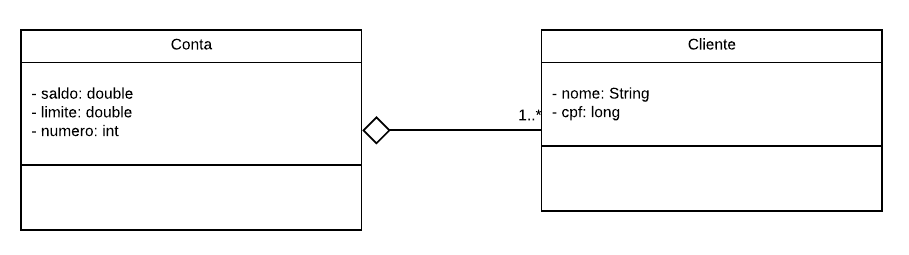 Conta
- saldo: double
- limite: double
- numero: int
1..*
Cliente
- nome: String
- cpf: long